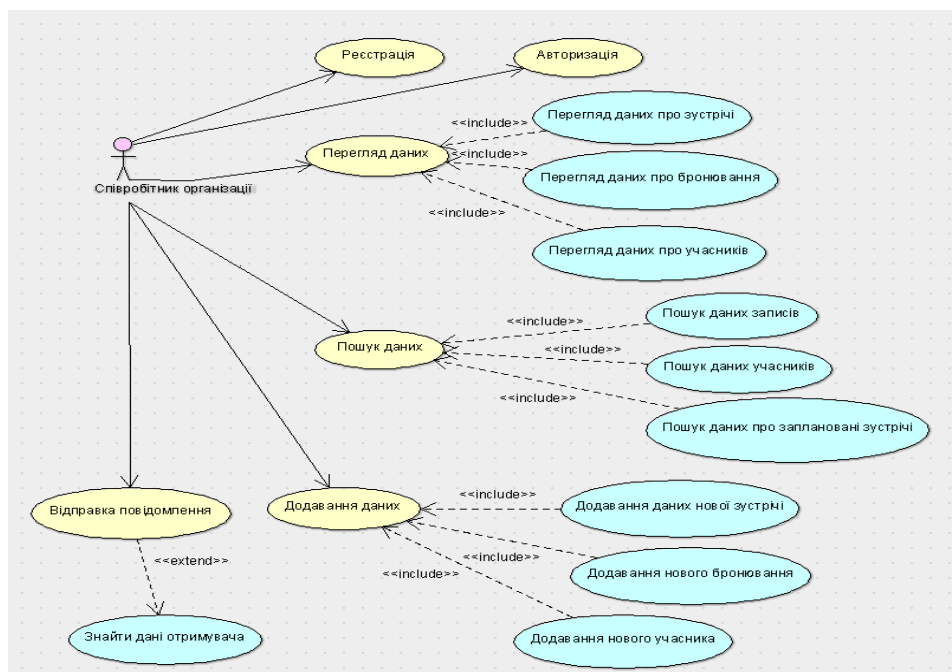 Реєстрація
Авторизація
Перегляд даних про зустрічі
<<include>>
Перегляд даних
<<include>>
Перегляд даних про бронювання
Співробітник організації
<<include>>
Перегляд даних про учасників
Пошук даних записів
<<include>>
Пошук даних
<<include>>
Пошук даних учасників
<<include>>
Пошук даних про заплановані зустрічі
Відправка повідомлення
Додавання даних
<<include>>
Додавання даних нової зустрічі
<<include>>
<<extend>>
<<include>>
Додавання нового бронювання
Знайти дані отримувача
Додавання нового учасника